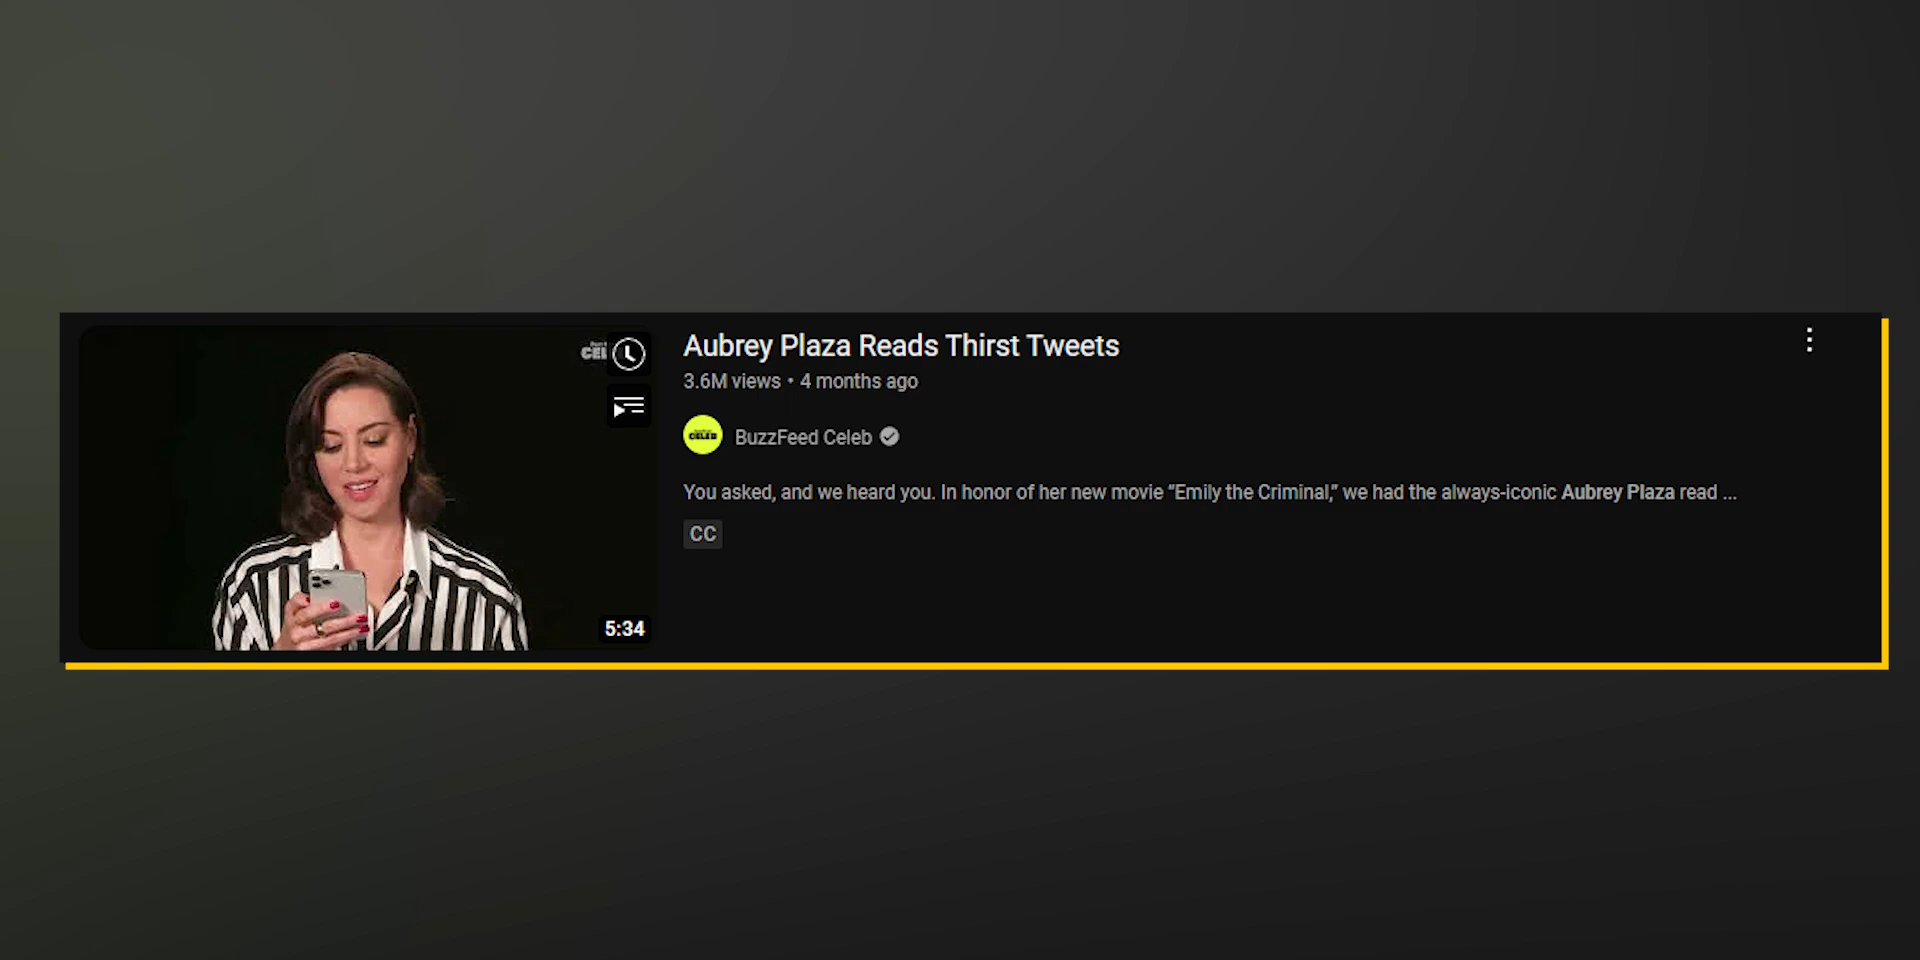 CEL
Aubrey Plaza Reads Thirst Tweets
3.6M views • 4 months ago
CELEB
BuzzFeed Celeb
You asked, and we heard you. In honor of her new movie “Emily the Criminal,” we had the always-iconic Aubrey Plaza read ...
CC
5:34